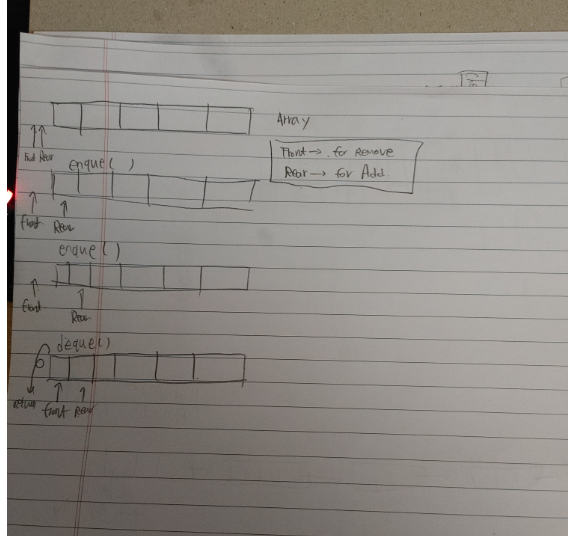 Array
Front → for Remove
Rear → for Add.
Front Rear
enque( )
Front
Rear
enque()
Front
Rear
deque()
return
front
Rear